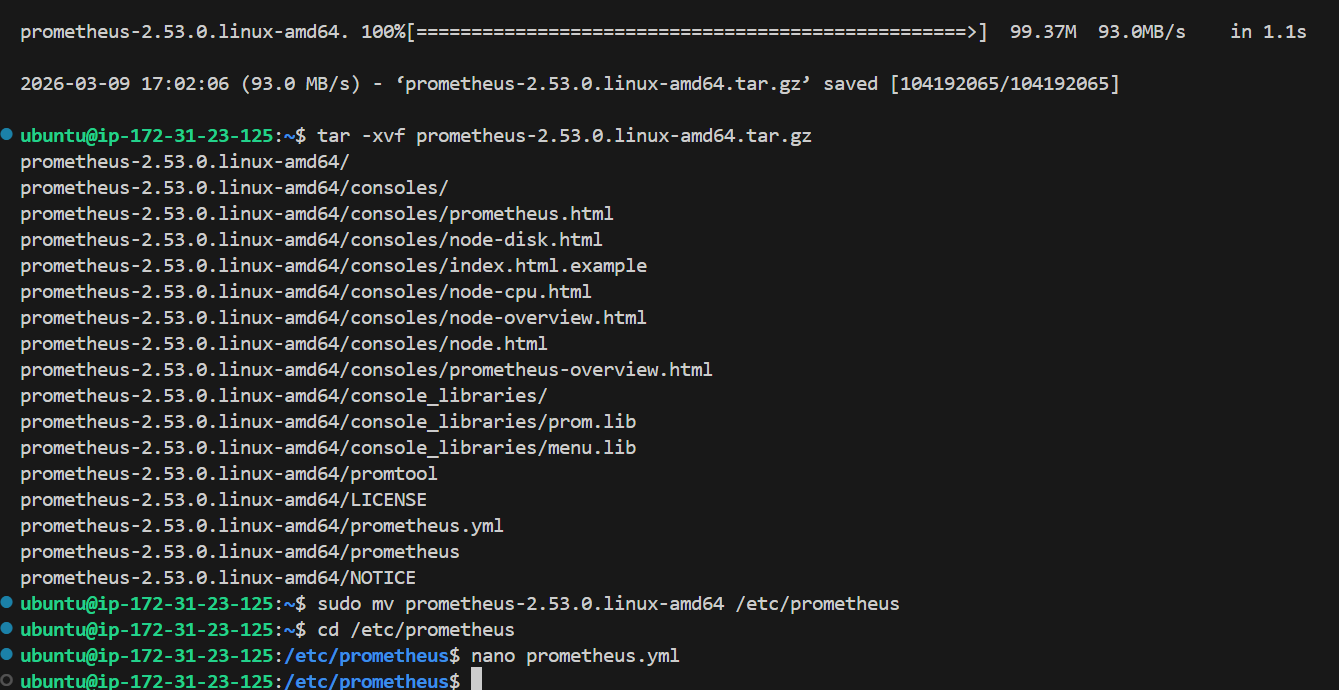 prometheus-2.53.0.linux-amd64. 100%[==================================================>]  99.37M  93.0MB/s    in 1.1s
2026-03-09 17:02:06 (93.0 MB/s) - ‘prometheus-2.53.0.linux-amd64.tar.gz’ saved [104192065/104192065]
ubuntu@ip-172-31-23-125:~$ tar -xvf prometheus-2.53.0.linux-amd64.tar.gz
prometheus-2.53.0.linux-amd64/
prometheus-2.53.0.linux-amd64/consoles/
prometheus-2.53.0.linux-amd64/consoles/prometheus.html
prometheus-2.53.0.linux-amd64/consoles/node-disk.html
prometheus-2.53.0.linux-amd64/consoles/index.html.example
prometheus-2.53.0.linux-amd64/consoles/node-cpu.html
prometheus-2.53.0.linux-amd64/consoles/node-overview.html
prometheus-2.53.0.linux-amd64/consoles/node.html
prometheus-2.53.0.linux-amd64/consoles/prometheus-overview.html
prometheus-2.53.0.linux-amd64/console_libraries/
prometheus-2.53.0.linux-amd64/console_libraries/prom.lib
prometheus-2.53.0.linux-amd64/console_libraries/menu.lib
prometheus-2.53.0.linux-amd64/promtool
prometheus-2.53.0.linux-amd64/LICENSE
prometheus-2.53.0.linux-amd64/prometheus.yml
prometheus-2.53.0.linux-amd64/prometheus
prometheus-2.53.0.linux-amd64/NOTICE
ubuntu@ip-172-31-23-125:~$ sudo mv prometheus-2.53.0.linux-amd64 /etc/prometheus
ubuntu@ip-172-31-23-125:~$ cd /etc/prometheus
ubuntu@ip-172-31-23-125:/etc/prometheus$ nano prometheus.yml
ubuntu@ip-172-31-23-125:/etc/prometheus$